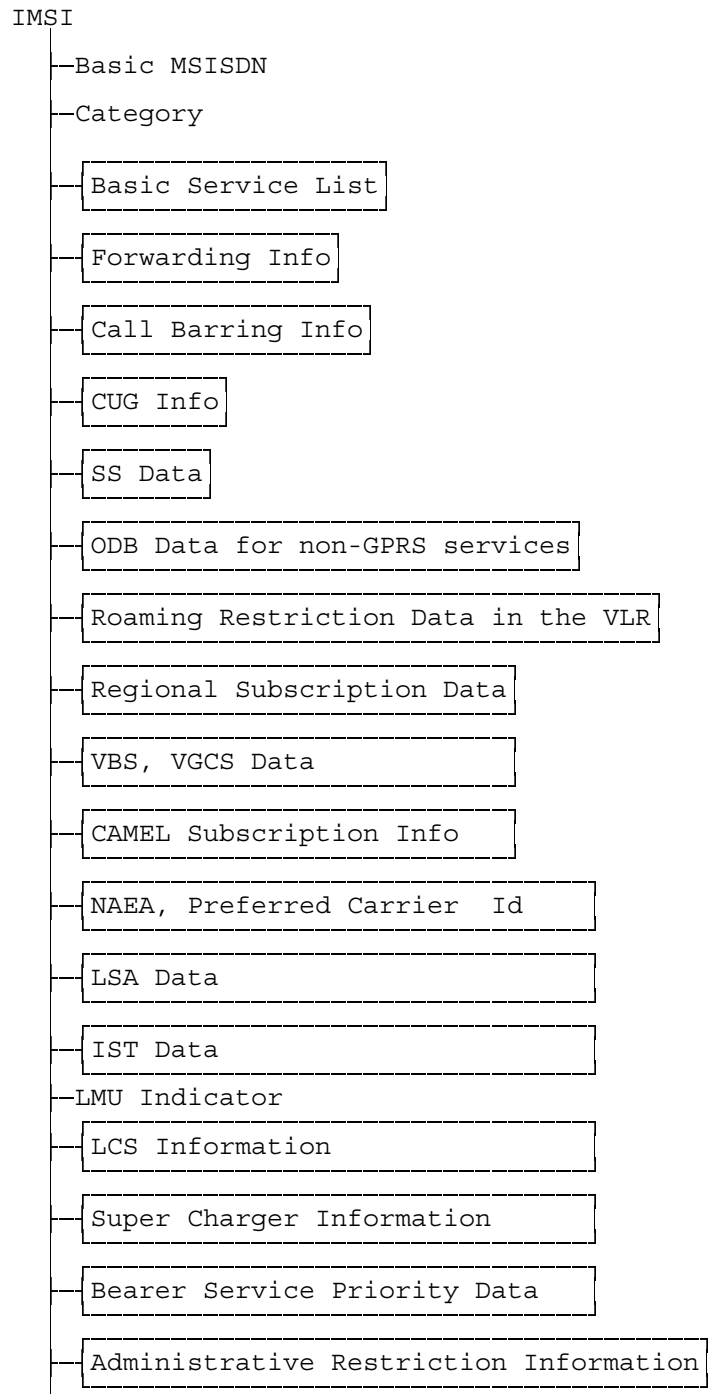 IMSI
Basic MSISDN
Category
Basic Service List
Forwarding Info
Call Barring Info
CUG Info
SS Data
ODB Data for non-GPRS services
Roaming Restriction Data in the VLR
Regional Subscription Data
VBS, VGCS Data
CAMEL Subscription Info
NAEA, Preferred Carrier  Id
LSA Data
IST Data
LMU Indicator
LCS Information
Super Charger Information
Bearer Service Priority Data
Administrative Restriction Information